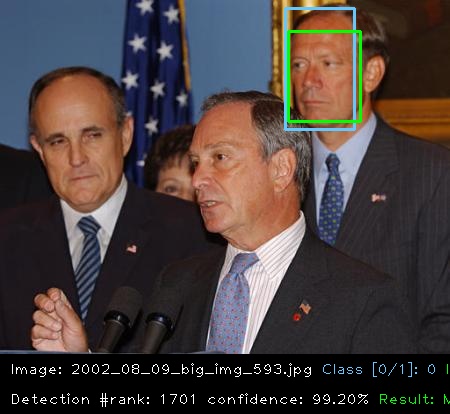 Image: 2002_08_09_big_img_593.jpg Class [0/1]: 0
Detection #rank: 1701 confidence: 99.20% Result: